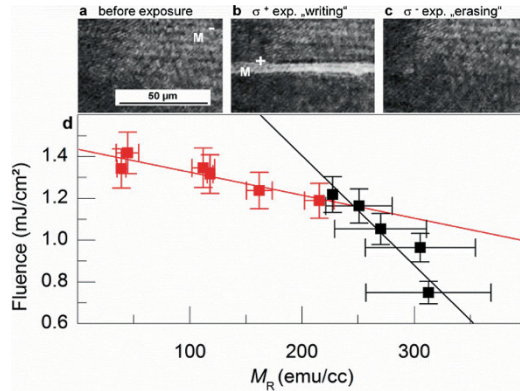 a before exposure
b σ⁺ exp. „writing“
c σ⁻ exp. „erasing“
M -
M +
50 µm
d
Fluence (mJ/cm²)
1.4
1.2
1.0
0.8
0.6
100
200
300
M_R (emu/cc)